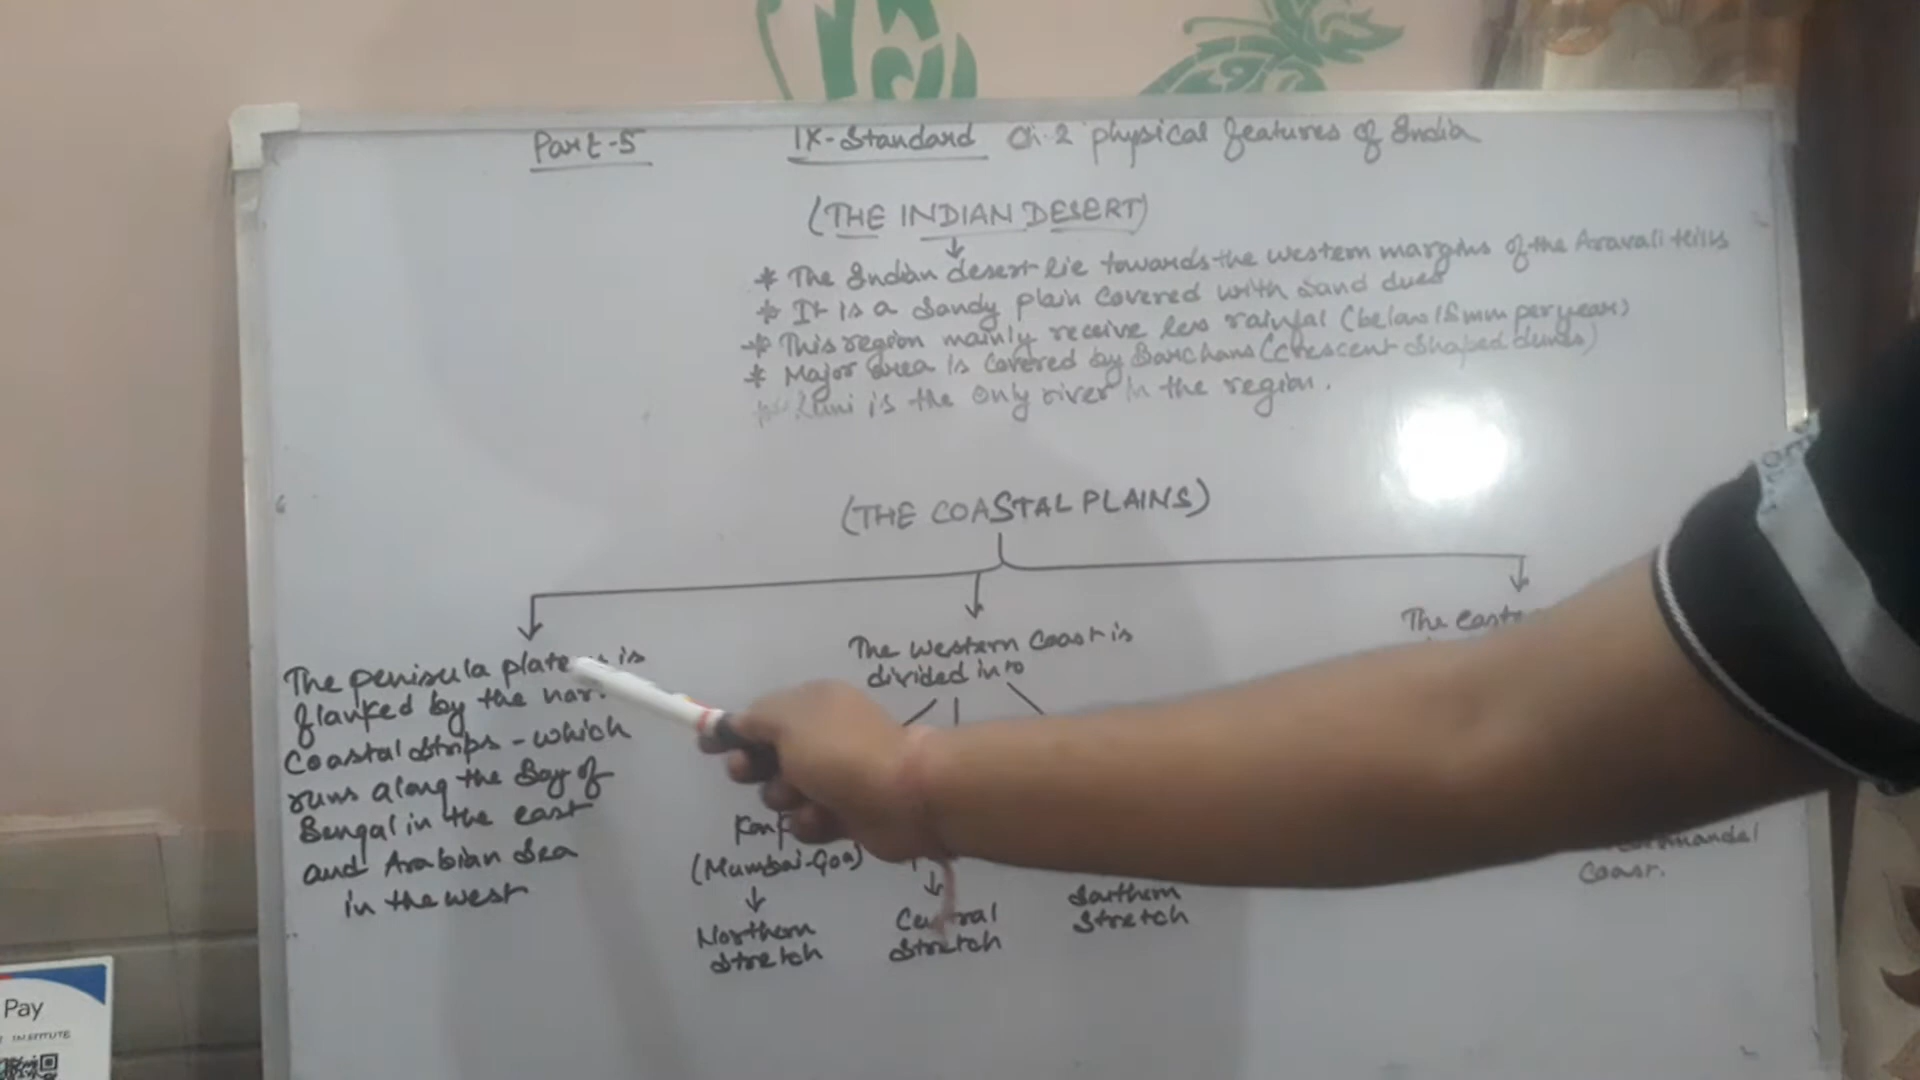 Part-5
IX-Standard Ch-2 physical features of India
(THE INDIAN DESERT)
* The Indian desert lie towards the western margins of the Aravali Hills
* It is a Sandy plain covered with sand dues
* This region mainly receive less rainfal (below 15mm per year)
* Major area is covered by Barchans (crescent shaped dunes)
* Luni is the only river in the region.
(THE COASTAL PLAINS)
The penisula plate is
flanked by the nar
Coastal strips - which
runs along the Bay of
Bengal in the east
and Arabian Sea
in the west
The western Coast is
divided into
Konk
(Mumbai-Goa)
Northern
stretch
Central
stretch
Southern
Stretch
The easte
Coast.
Pay
INSTITUTE